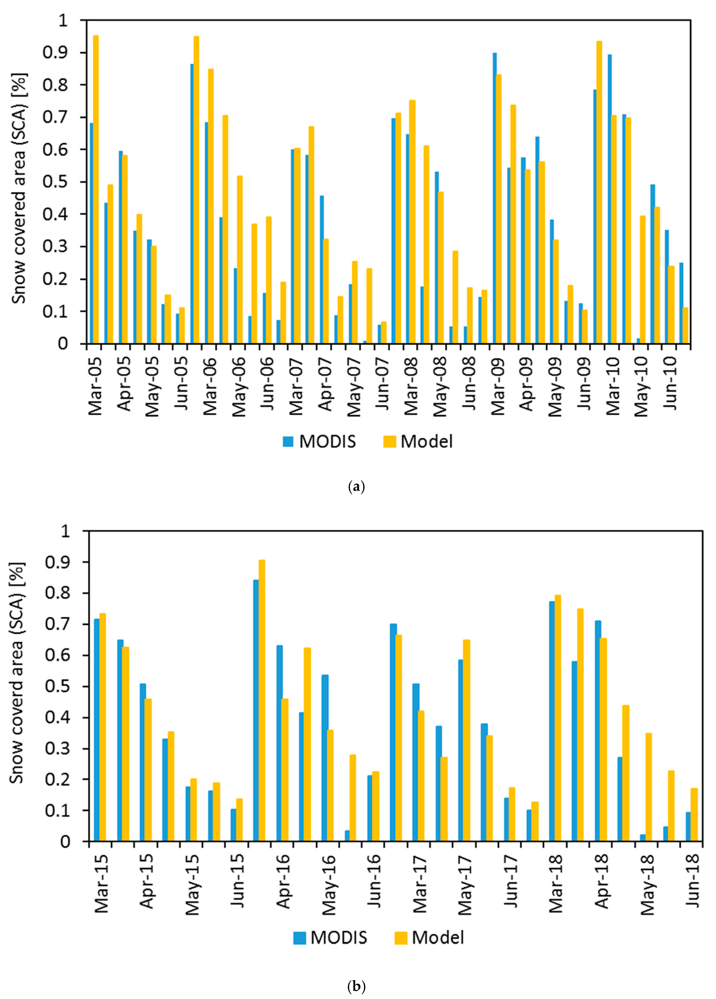 1
0.9
0.8
0.7
0.6
0.5
0.4
0.3
0.2
0.1
0
Snow covered area (SCA) [%]
Mar-05
Apr-05
May-05
Jun-05
Mar-06
May-06
Jun-06
Mar-07
Apr-07
May-07
Jun-07
Mar-08
May-08
Jun-08
Mar-09
Apr-09
May-09
Jun-09
Mar-10
May-10
Jun-10
MODIS Model
(a)
1
0.9
0.8
0.7
0.6
0.5
0.4
0.3
0.2
0.1
0
Snow coverd area (SCA) [%]
Mar-15
Apr-15
May-15
Jun-15
Apr-16
May-16
Jun-16
Mar-17
May-17
Jun-17
Mar-18
Apr-18
May-18
Jun-18
MODIS Model
(b)